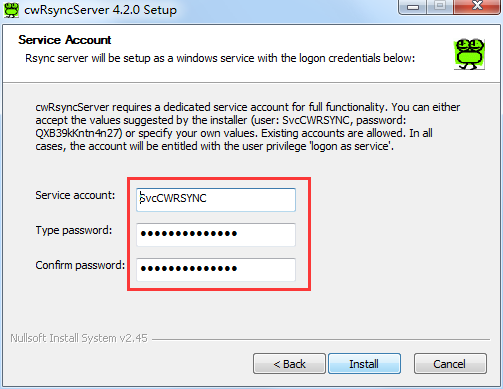 cwRsyncServer 4.2.0 Setup
Service Account
Rsync server will be setup as a windows service with the logon credentials below:
cwRsyncServer requires a dedicated service account for full functionality. You can either
accept the values suggested by the installer (user: SvcCWRSYNC, password:
QXB39kKntn4n27) or specify your own values. Existing accounts are allowed. In all
cases, the account will be entitled with the user privilege 'logon as service'.
Service account: SvcCWRSYNC
Type password: ●●●●●●●●●●●●●●
Confirm password: ●●●●●●●●●●●●●●
Nullsoft Install System v2.45
< Back Install Cancel